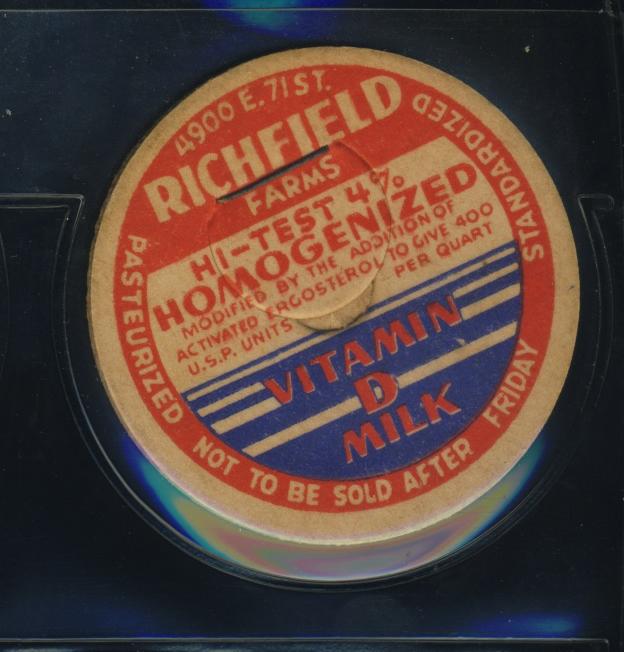 4900 E. 71 ST.
RICHFIELD
FARMS
PASTEURIZED
STANDARDIZED
HI-TEST 4%
HOMOGENIZED
MODIFIED BY THE ADDITION OF
ACTIVATED ERGOSTEROL TO GIVE 400
U.S.P. UNITS PER QUART
VITAMIN
D
MILK
NOT TO BE SOLD AFTER FRIDAY